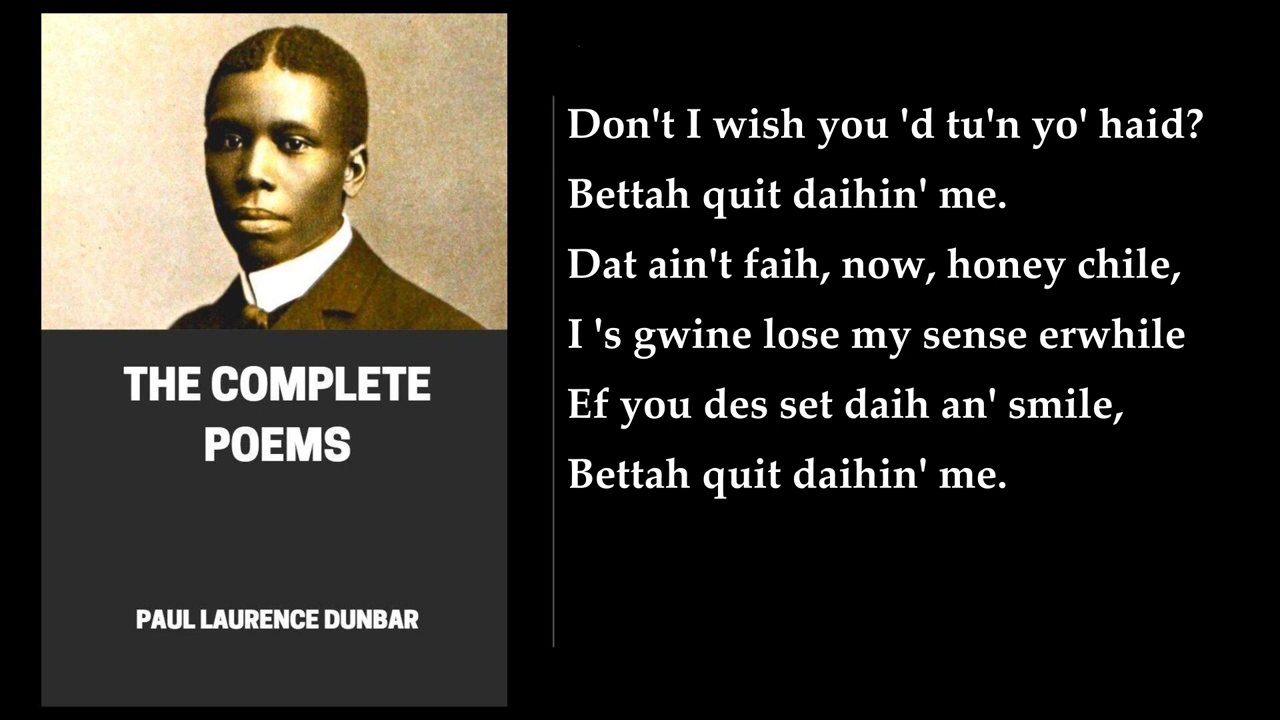 THE COMPLETE
POEMS
PAUL LAURENCE DUNBAR
Don't I wish you 'd tu'n yo' haid?
Bettah quit daihin' me.
Dat ain't faih, now, honey chile,
I 's gwine lose my sense erwhile
Ef you des set daih an' smile,
Bettah quit daihin' me.